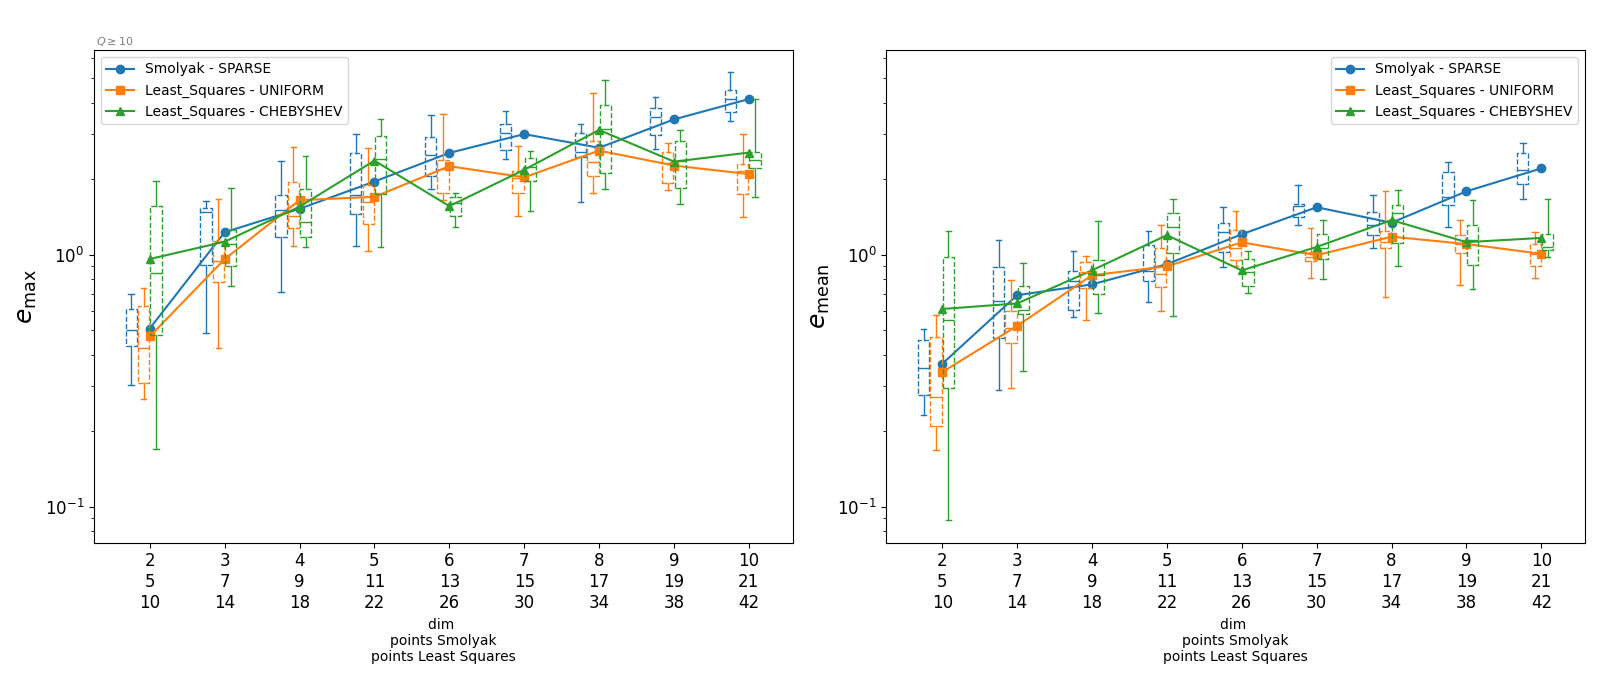 Q ≥ 10
Smolyak - SPARSE
Least_Squares - UNIFORM
Least_Squares - CHEBYSHEV
e_max
10^0
10^{-1}
2 3 4 5 6 7 8 9 10
5 7 9 11 13 15 17 19 21
10 14 18 22 26 30 34 38 42
dim
points Smolyak
points Least Squares
Smolyak - SPARSE
Least_Squares - UNIFORM
Least_Squares - CHEBYSHEV
e_mean
10^0
10^{-1}
2 3 4 5 6 7 8 9 10
5 7 9 11 13 15 17 19 21
10 14 18 22 26 30 34 38 42
dim
points Smolyak
points Least Squares